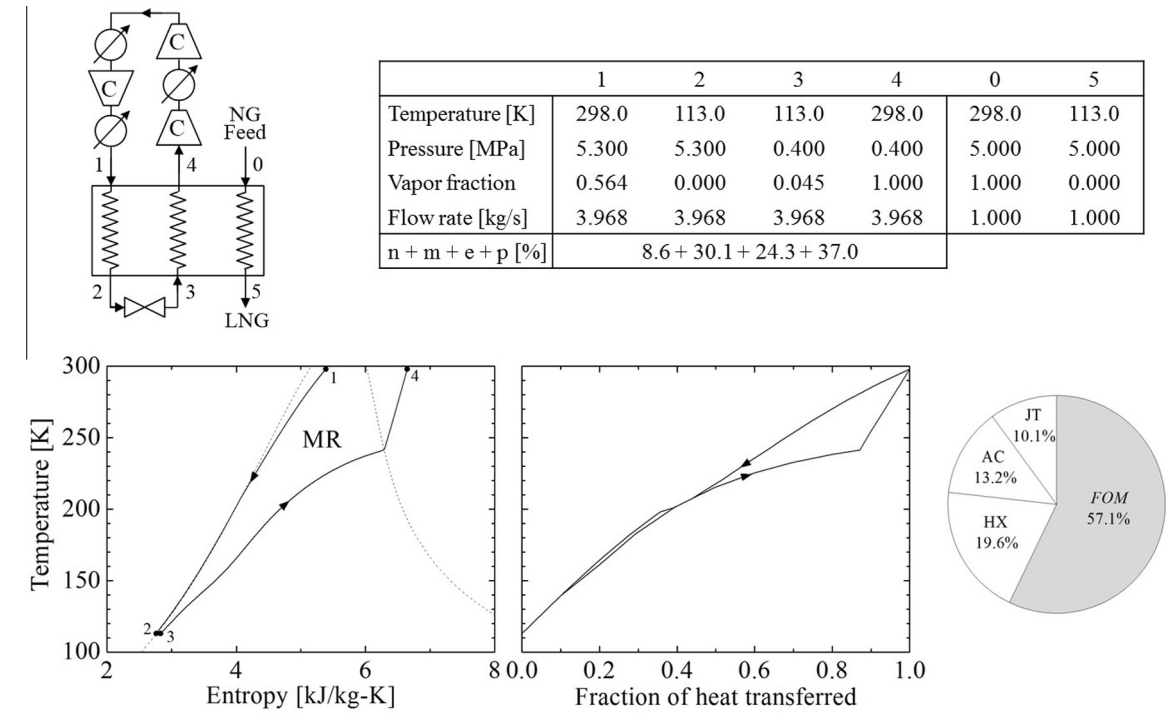 C
C
C
NG
Feed
1
4
0
2
3
5
LNG
1 2 3 4 0 5
Temperature [K] 298.0 113.0 113.0 298.0 298.0 113.0
Pressure [MPa] 5.300 5.300 0.400 0.400 5.000 5.000
Vapor fraction 0.564 0.000 0.045 1.000 1.000 0.000
Flow rate [kg/s] 3.968 3.968 3.968 3.968 1.000 1.000
n + m + e + p [%] 8.6 + 30.1 + 24.3 + 37.0
Temperature [K]
300
250
200
150
100
1
4
MR
2
3
2 4 6 8
Entropy [kJ/kg-K]
0.0 0.2 0.4 0.6 0.8 1.0
Fraction of heat transferred
JT
10.1%
AC
13.2%
HX
19.6%
FOM
57.1%